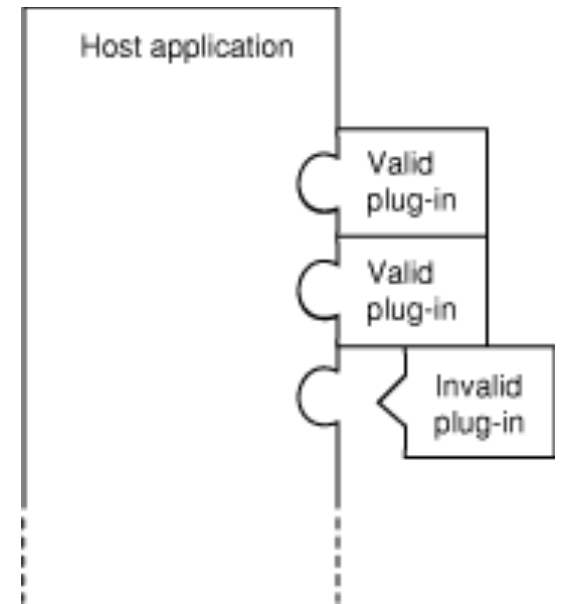 Host application
Valid
plug-in
Valid
plug-in
Invalid
plug-in